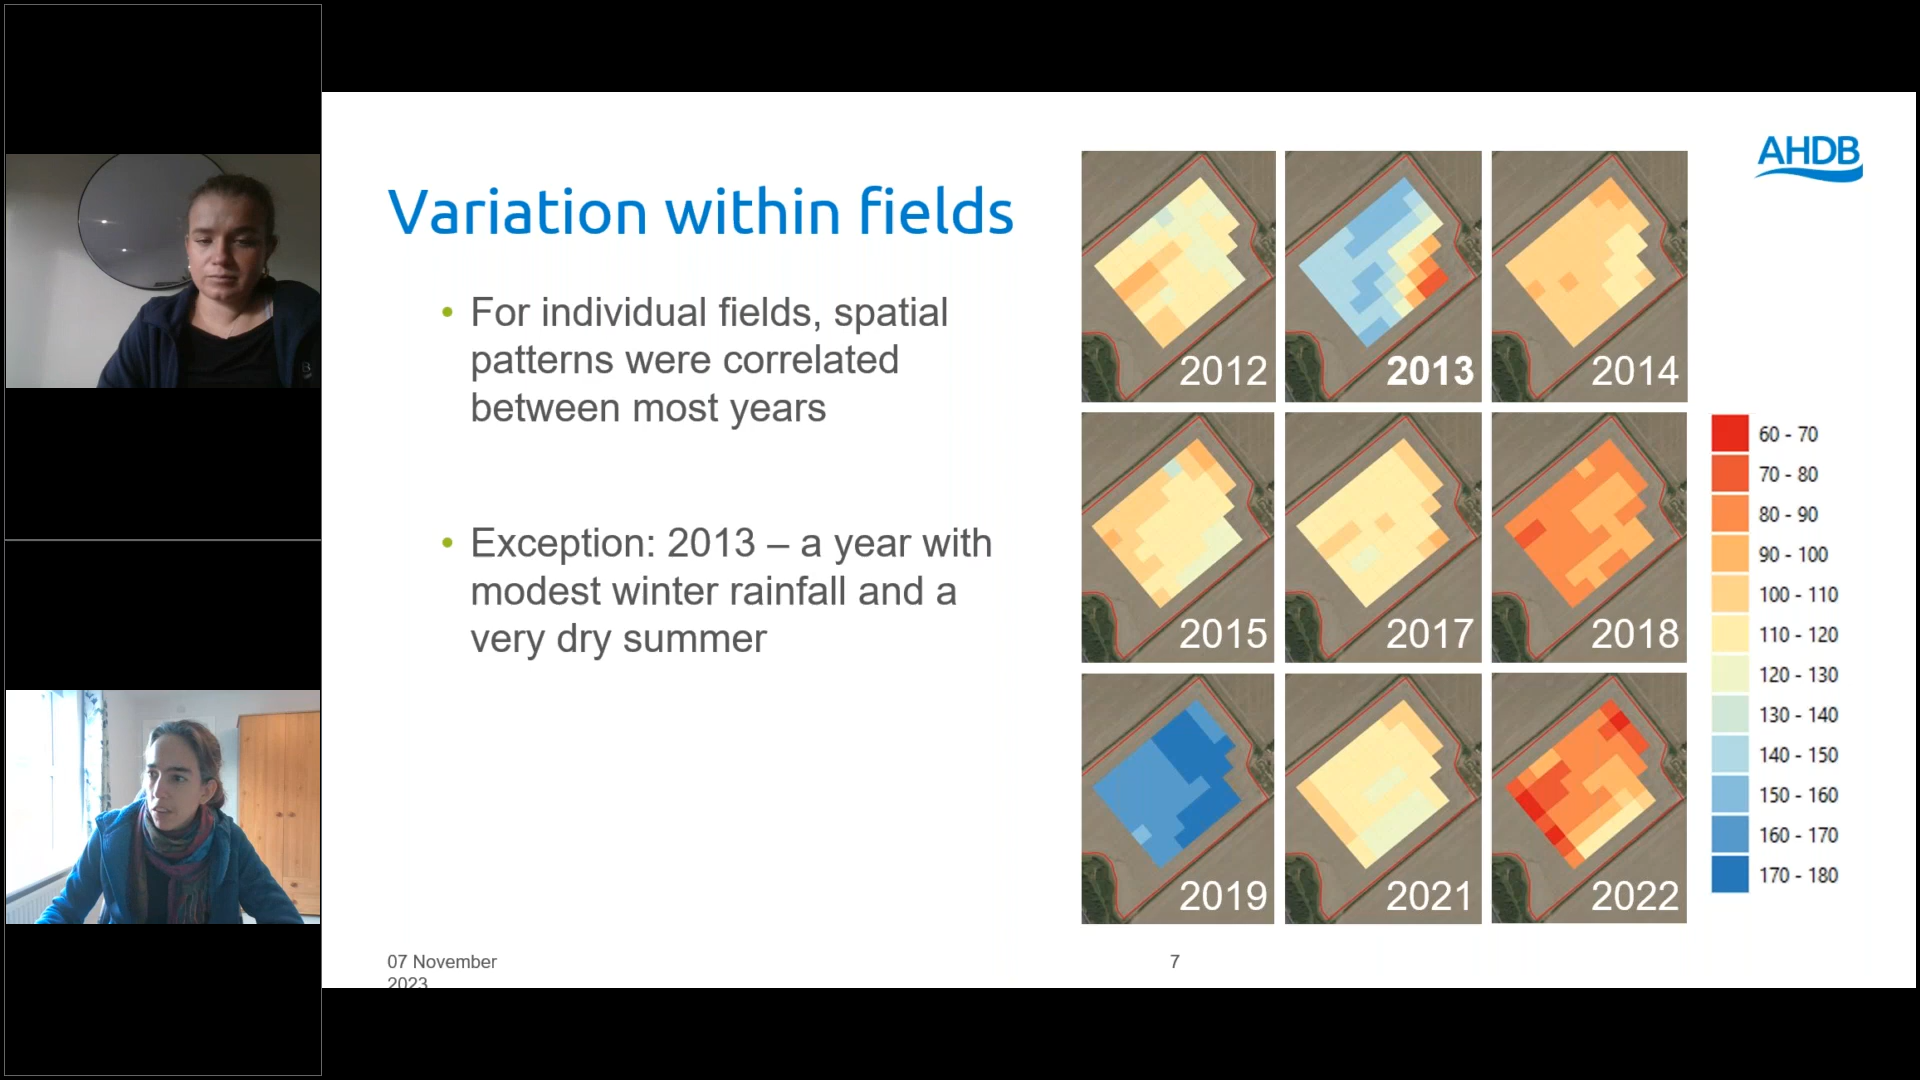 AHDB
Variation within fields
• For individual fields, spatial
patterns were correlated
between most years
• Exception: 2013 – a year with
modest winter rainfall and a
very dry summer
2012
2013
2014
2015
2017
2018
2019
2021
2022
60 - 70
70 - 80
80 - 90
90 - 100
100 - 110
110 - 120
120 - 130
130 - 140
140 - 150
150 - 160
160 - 170
170 - 180
07 November
2023
7